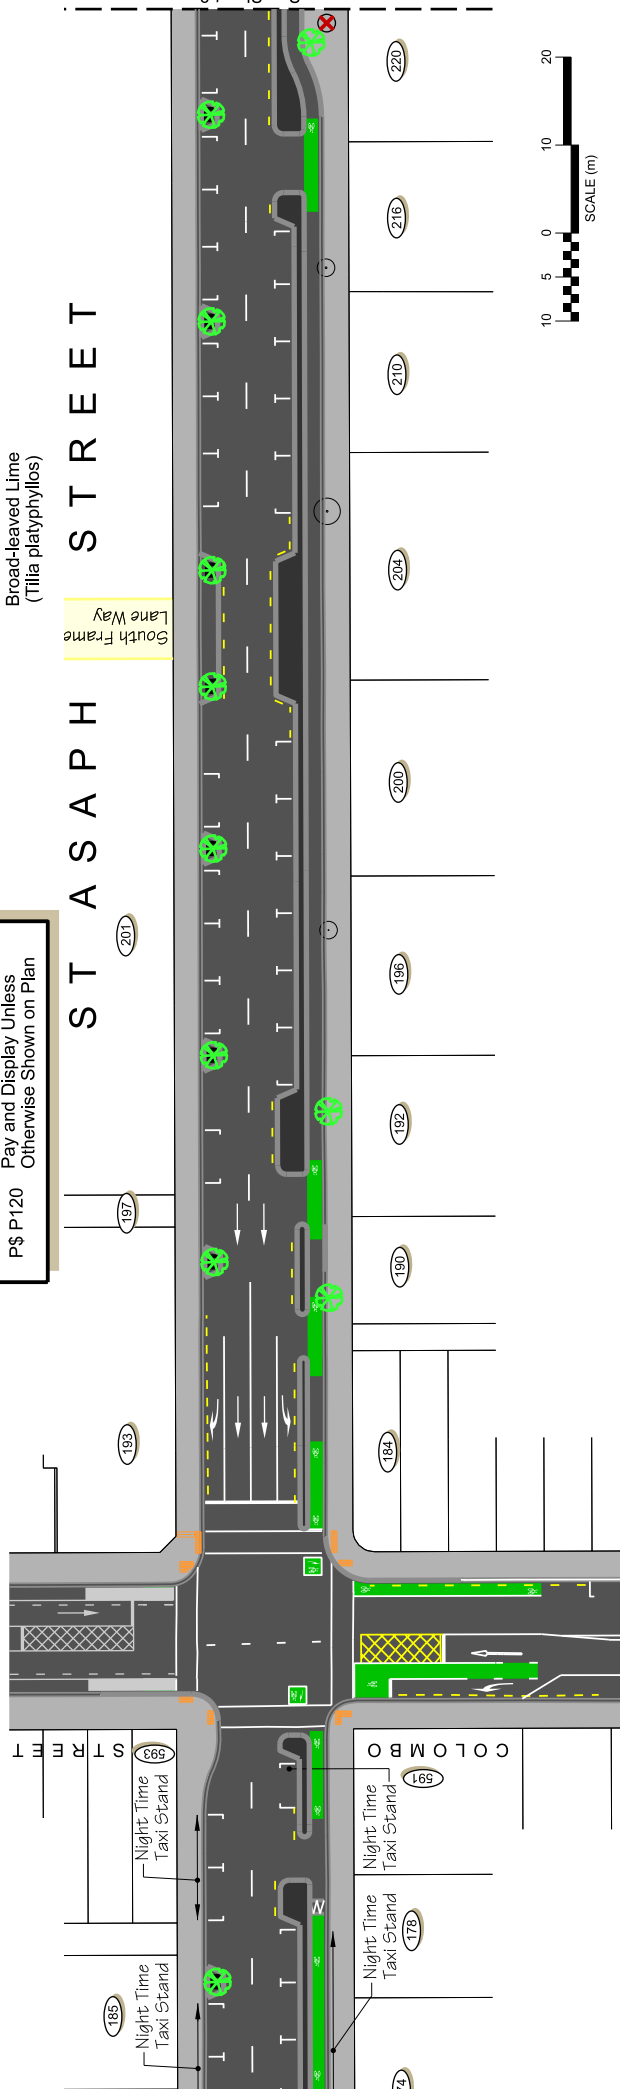 Broad-leaved Lime
(Tilia platyphyllos)
ST ASAPH STREET
South Frame
Lane Way
P$ P120 Pay and Display Unless
Otherwise Shown on Plan
20
10
0
5
10
SCALE (m)
220
216
210
204
200
201
196
192
197
190
193
184
COLOMBO STREET
593
591
Night Time
Taxi Stand
Night Time
Taxi Stand
178
Night Time
Taxi Stand
185
Night Time
Taxi Stand